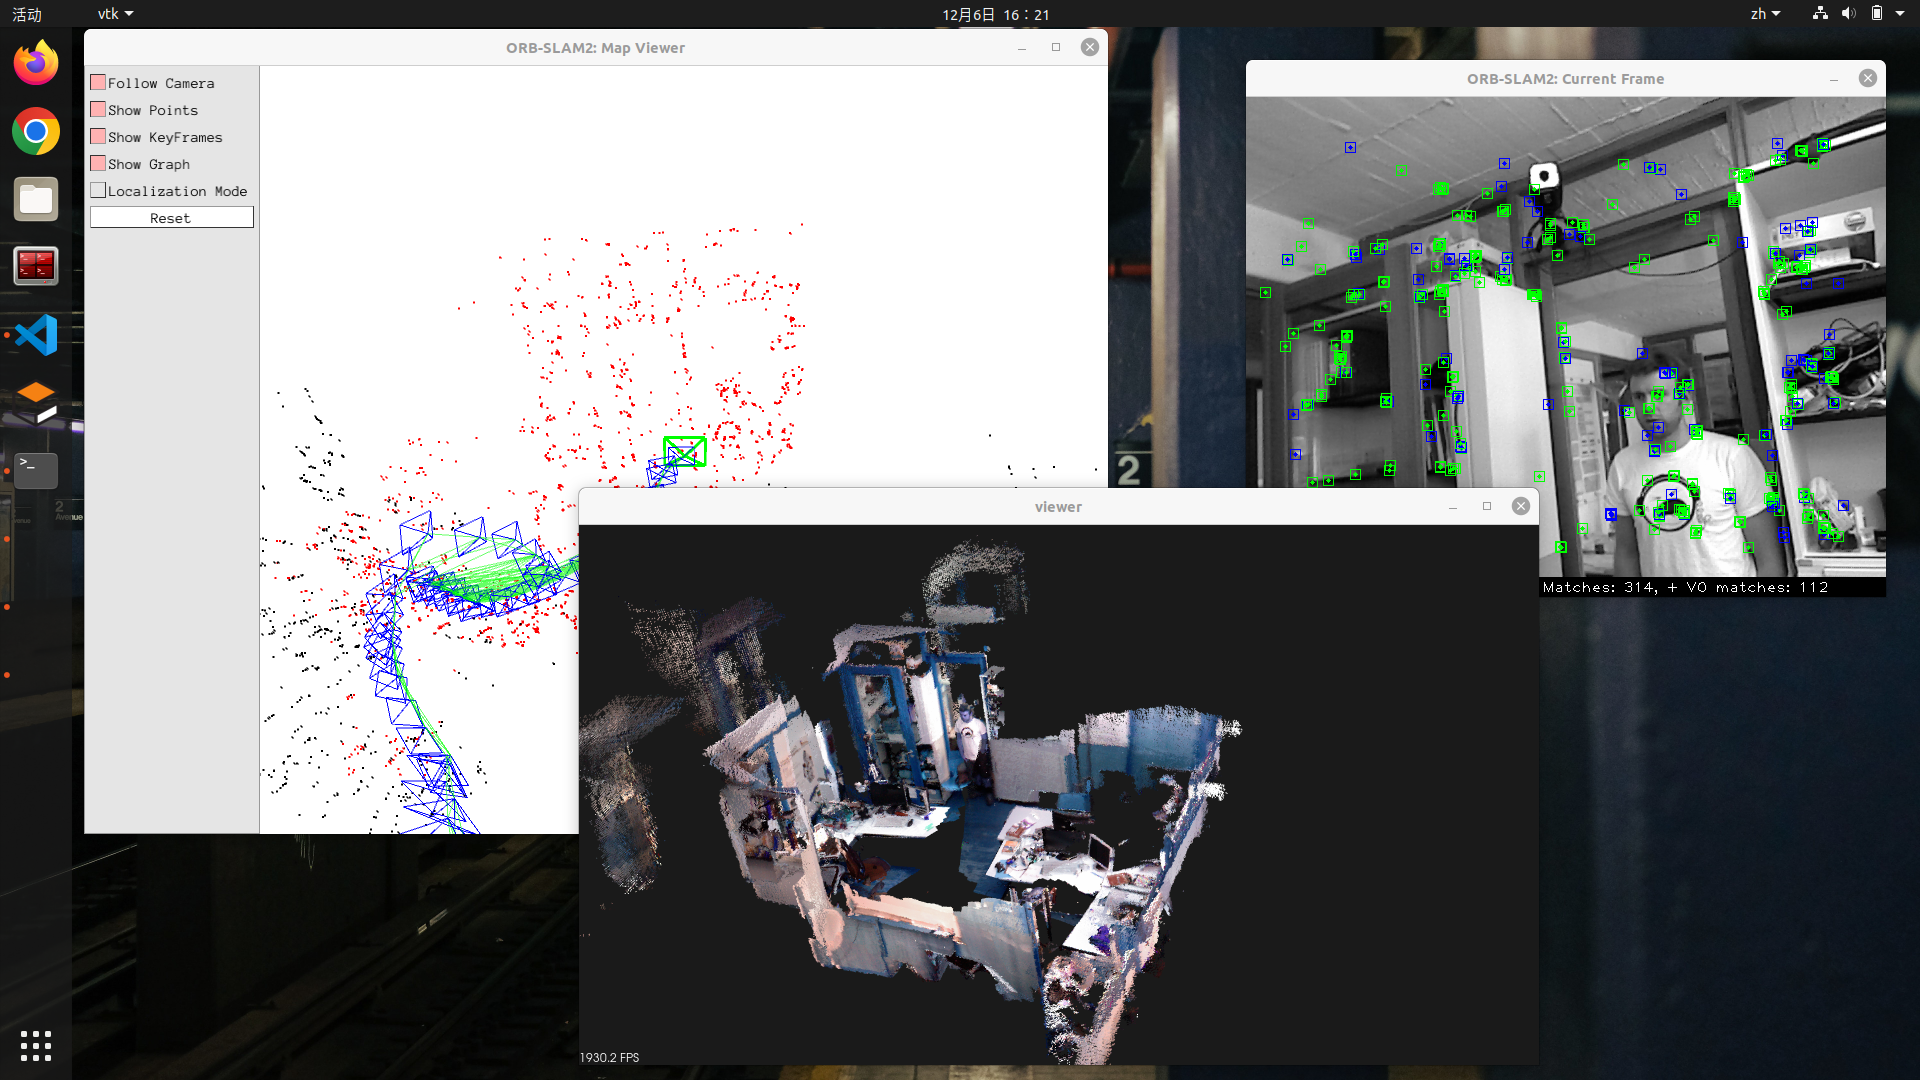 活动
vtk
12月6日 16：21
zh
ORB-SLAM2: Map Viewer
Follow Camera
Show Points
Show KeyFrames
Show Graph
Localization Mode
Reset
ORB-SLAM2: Current Frame
Matches: 314, + VO matches: 112
viewer
1930.2 FPS
2
2
Avenue
>_